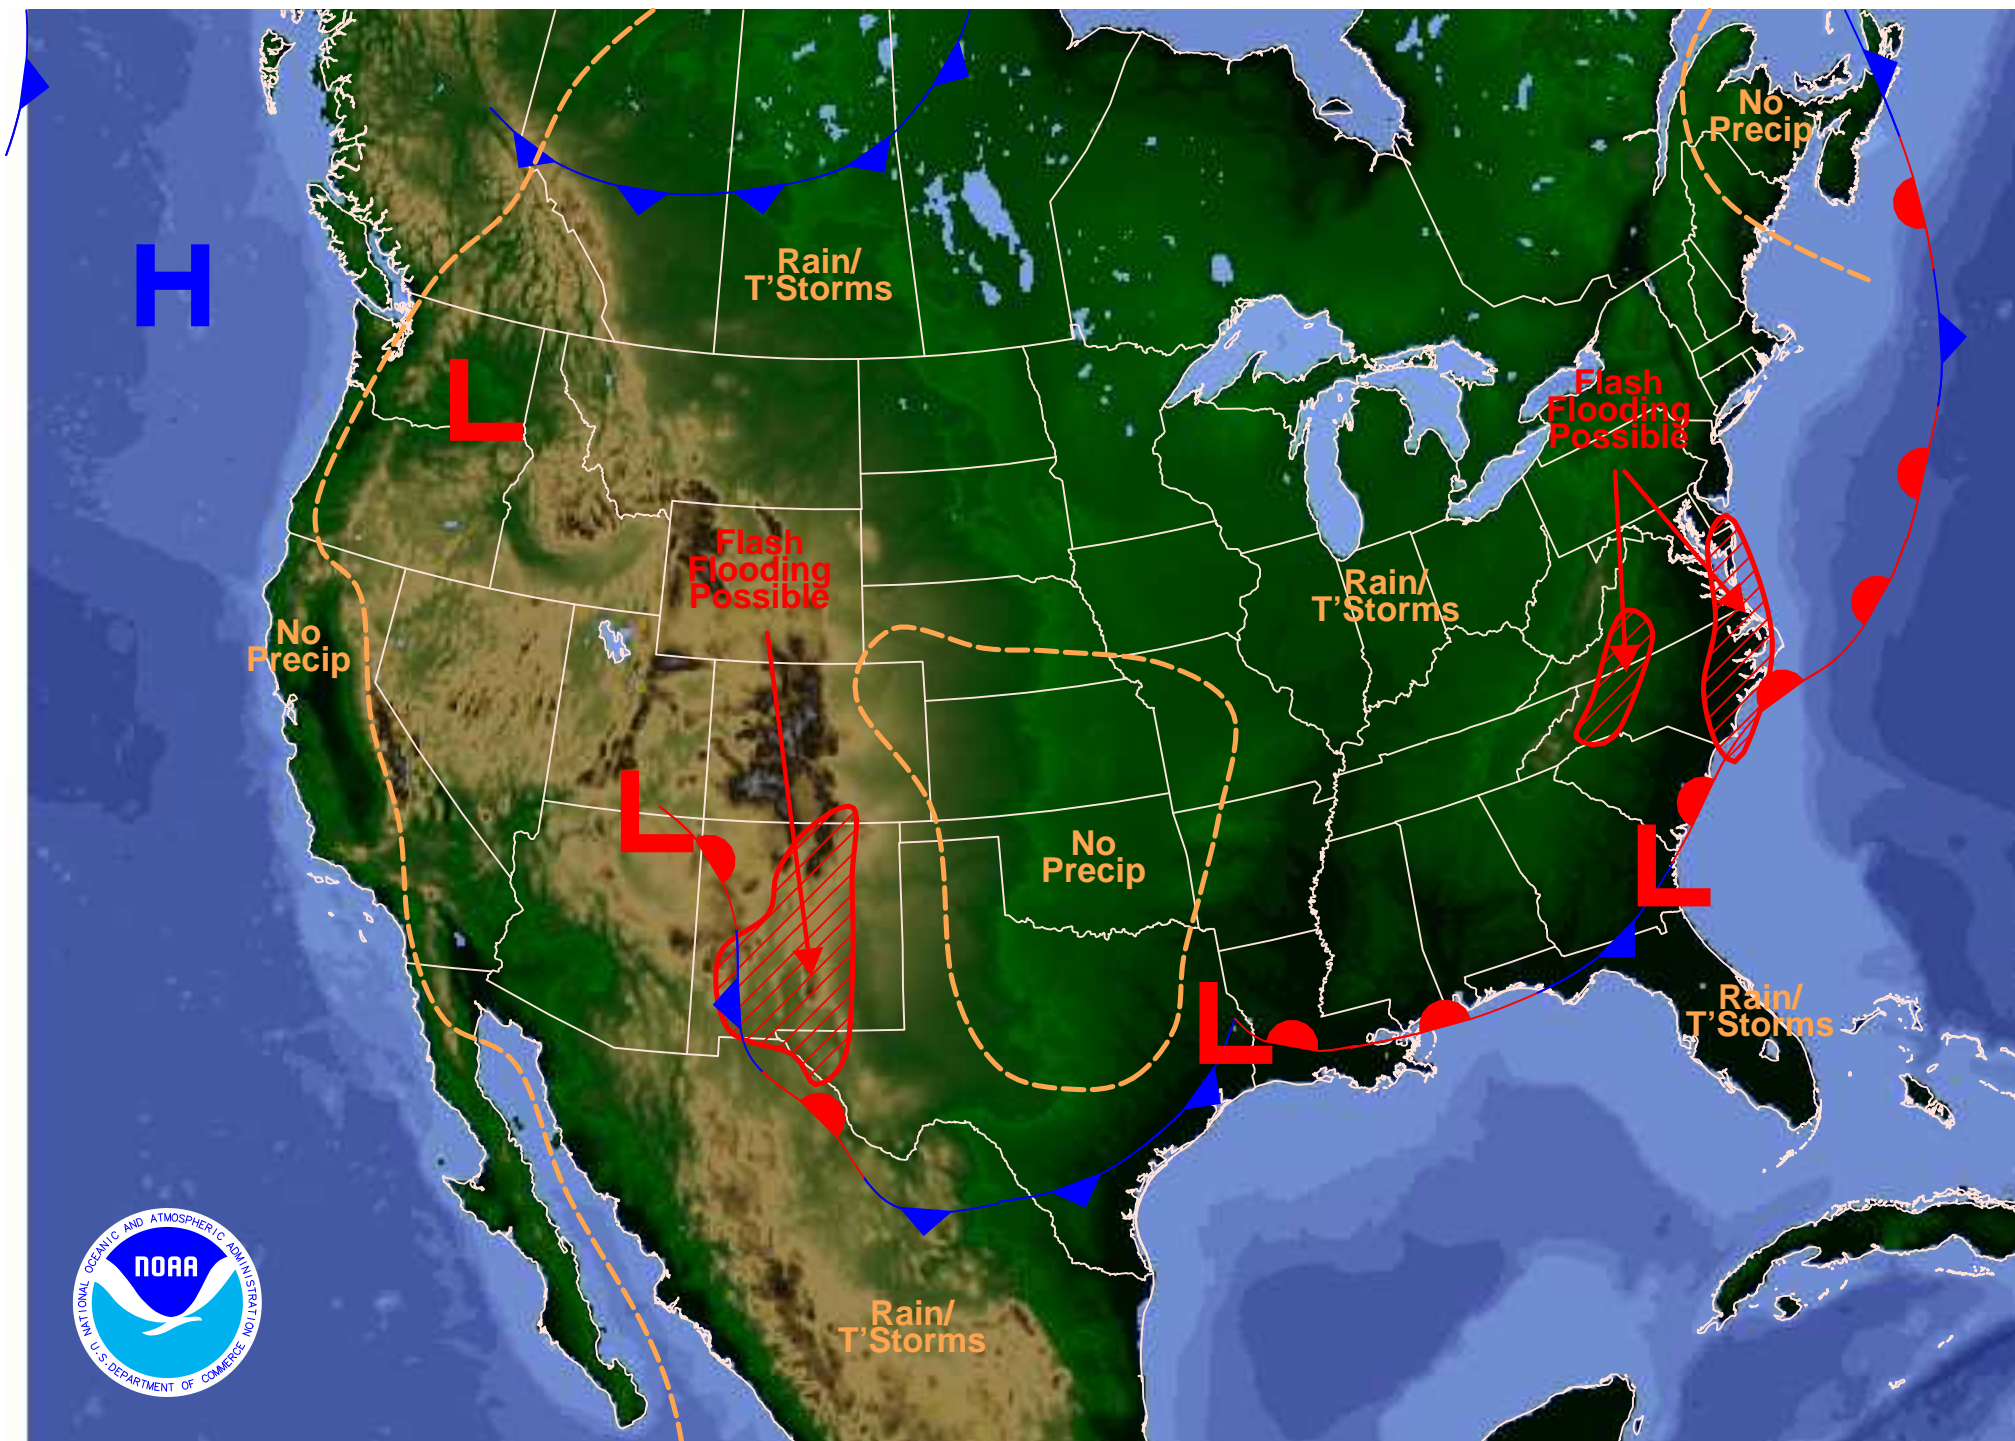 No
Precip
H
Rain/
T'Storms
L
Flash
Flooding
Possible
Flash
Flooding
Possible
Rain/
T'Storms
No
Precip
L
L
No
Precip
L
Rain/
T'Storms
Rain/
T'Storms
NATIONAL OCEANIC AND ATMOSPHERIC ADMINISTRATION
NOAA
U.S. DEPARTMENT OF COMMERCE